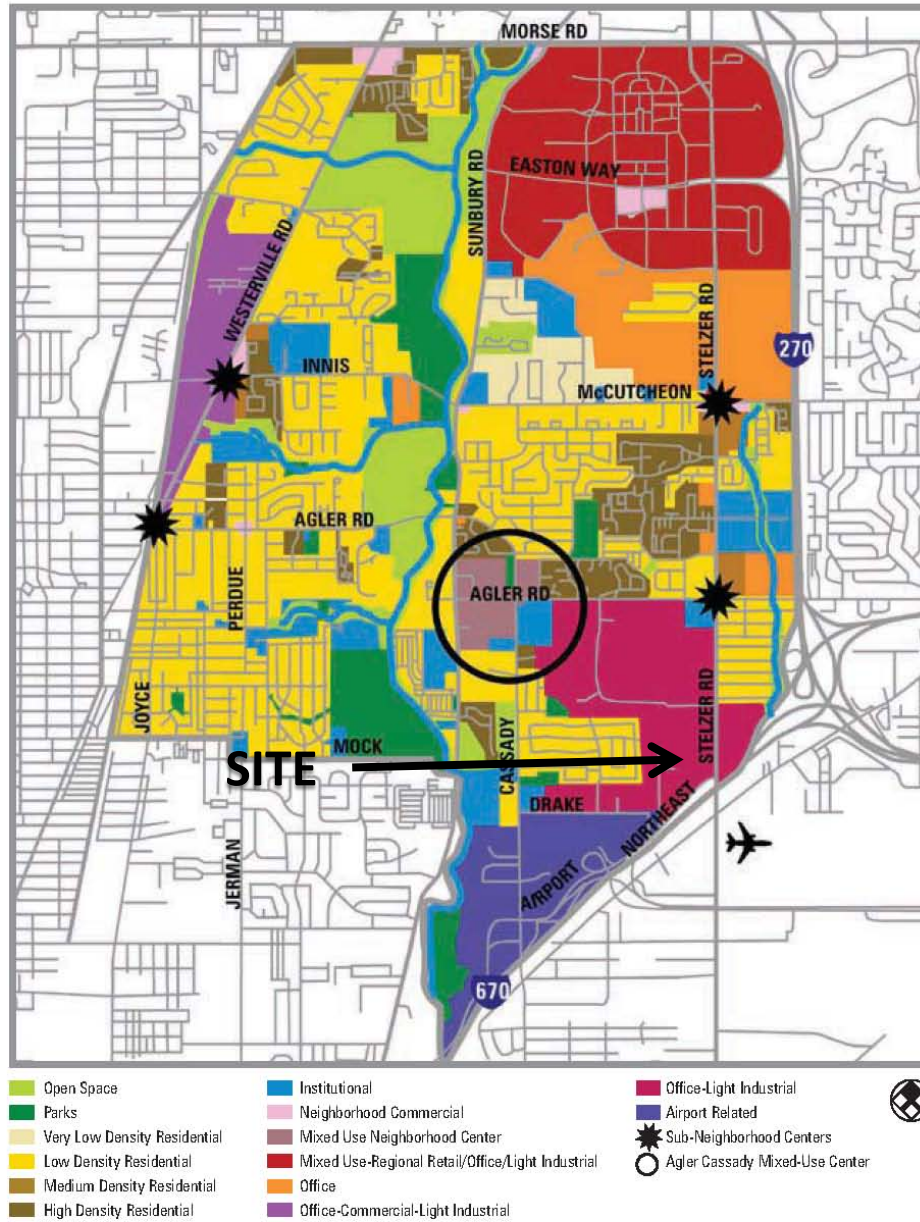 MORSE RD
EASTON WAY
SUNBURY RD
WESTERVILLE RD
STELZER RD
270
INNIS
McCUTCHEON
AGLER RD
AGLER RD
PERDUE
JOYCE
STELZER RD
MOCK
SITE
CASSADY
DRAKE
NORTHEAST
JERMAN
AIRPORT
670
Open Space
Parks
Very Low Density Residential
Low Density Residential
Medium Density Residential
High Density Residential
Institutional
Neighborhood Commercial
Mixed Use Neighborhood Center
Mixed Use-Regional Retail/Office/Light Industrial
Office
Office-Commercial-Light Industrial
Office-Light Industrial
Airport Related
Sub-Neighborhood Centers
Agler Cassady Mixed-Use Center